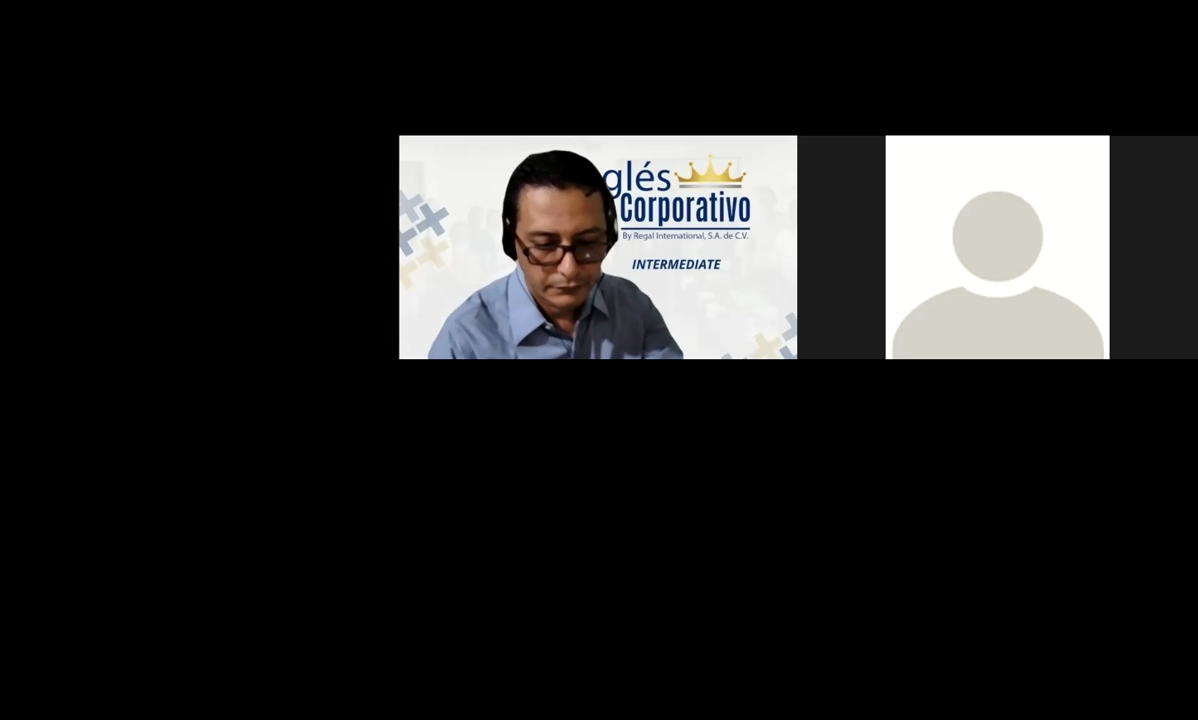 glés
Corporativo
By Regal International, S.A. de C.V.
INTERMEDIATE